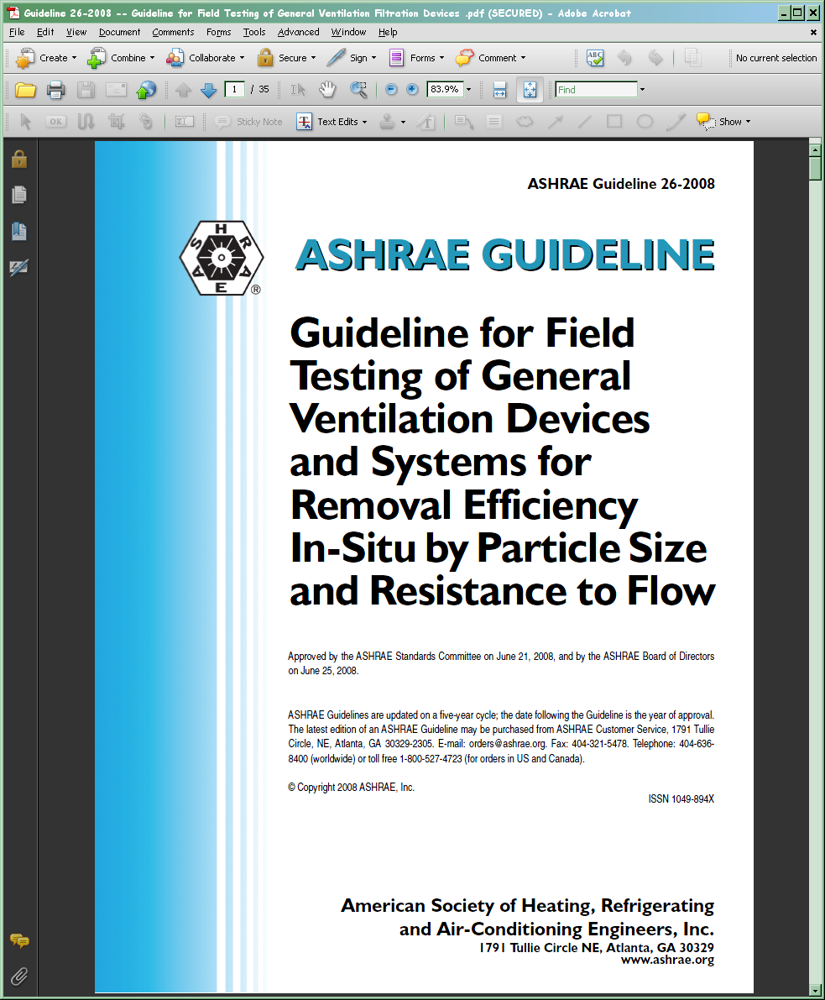 Guideline 26-2008 -- Guideline for Field Testing of General Ventilation Filtration Devices .pdf (SECURED) - Adobe Acrobat
File Edit View Document Comments Forms Tools Advanced Window Help
Create Combine Collaborate Secure Sign Forms Comment ABC No current selection
1 / 35 83.9% Find
OK Sticky Note Text Edits Show
ASHRAE Guideline 26-2008
ASHRAE ®
ASHRAE GUIDELINE
Guideline for Field
Testing of General
Ventilation Devices
and Systems for
Removal Efficiency
In-Situ by Particle Size
and Resistance to Flow
Approved by the ASHRAE Standards Committee on June 21, 2008, and by the ASHRAE Board of Directors
on June 25, 2008.
ASHRAE Guidelines are updated on a five-year cycle; the date following the Guideline is the year of approval.
The latest edition of an ASHRAE Guideline may be purchased from ASHRAE Customer Service, 1791 Tullie
Circle, NE, Atlanta, GA 30329-2305. E-mail: orders@ashrae.org. Fax: 404-321-5478. Telephone: 404-636-
8400 (worldwide) or toll free 1-800-527-4723 (for orders in US and Canada).
© Copyright 2008 ASHRAE, Inc.
ISSN 1049-894X
American Society of Heating, Refrigerating
and Air-Conditioning Engineers, Inc.
1791 Tullie Circle NE, Atlanta, GA 30329
www.ashrae.org